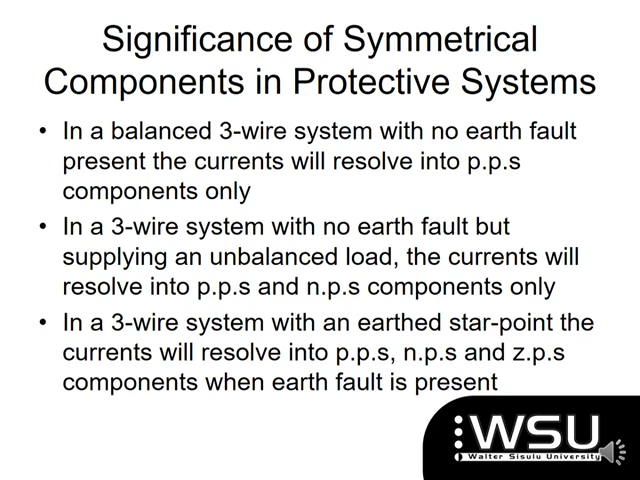 Significance of Symmetrical
Components in Protective Systems
• In a balanced 3-wire system with no earth fault
present the currents will resolve into p.p.s
components only
• In a 3-wire system with no earth fault but
supplying an unbalanced load, the currents will
resolve into p.p.s and n.p.s components only
• In a 3-wire system with an earthed star-point the
currents will resolve into p.p.s, n.p.s and z.p.s
components when earth fault is present
WSU
Walter Sisulu University